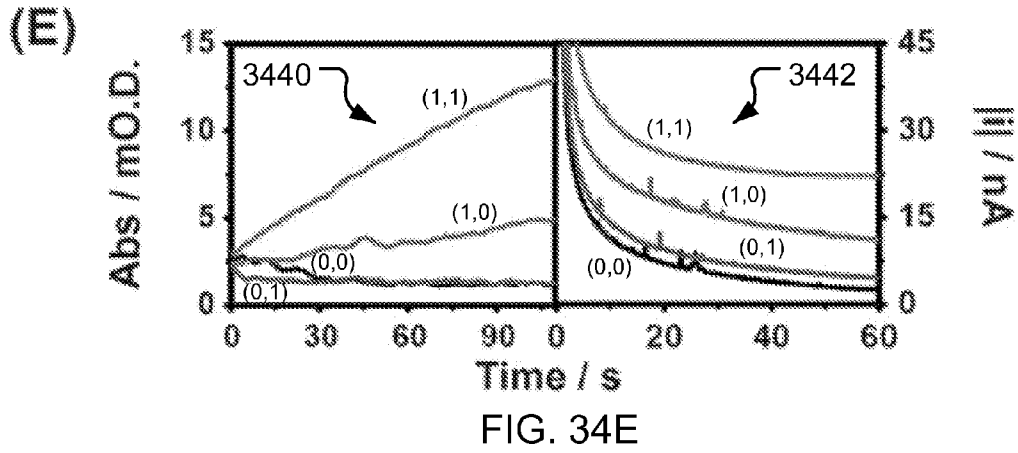 (E)
15 45
3440 3442
(1,1)
10 30
(1,1)
Abs / mO.D. |i| / nA
(1,0) (1,0)
5 15
(0,1)
(0,0) (0,0)
(0,1)
0 0
0 30 60 90 0 20 40 60
Time / s
FIG. 34E